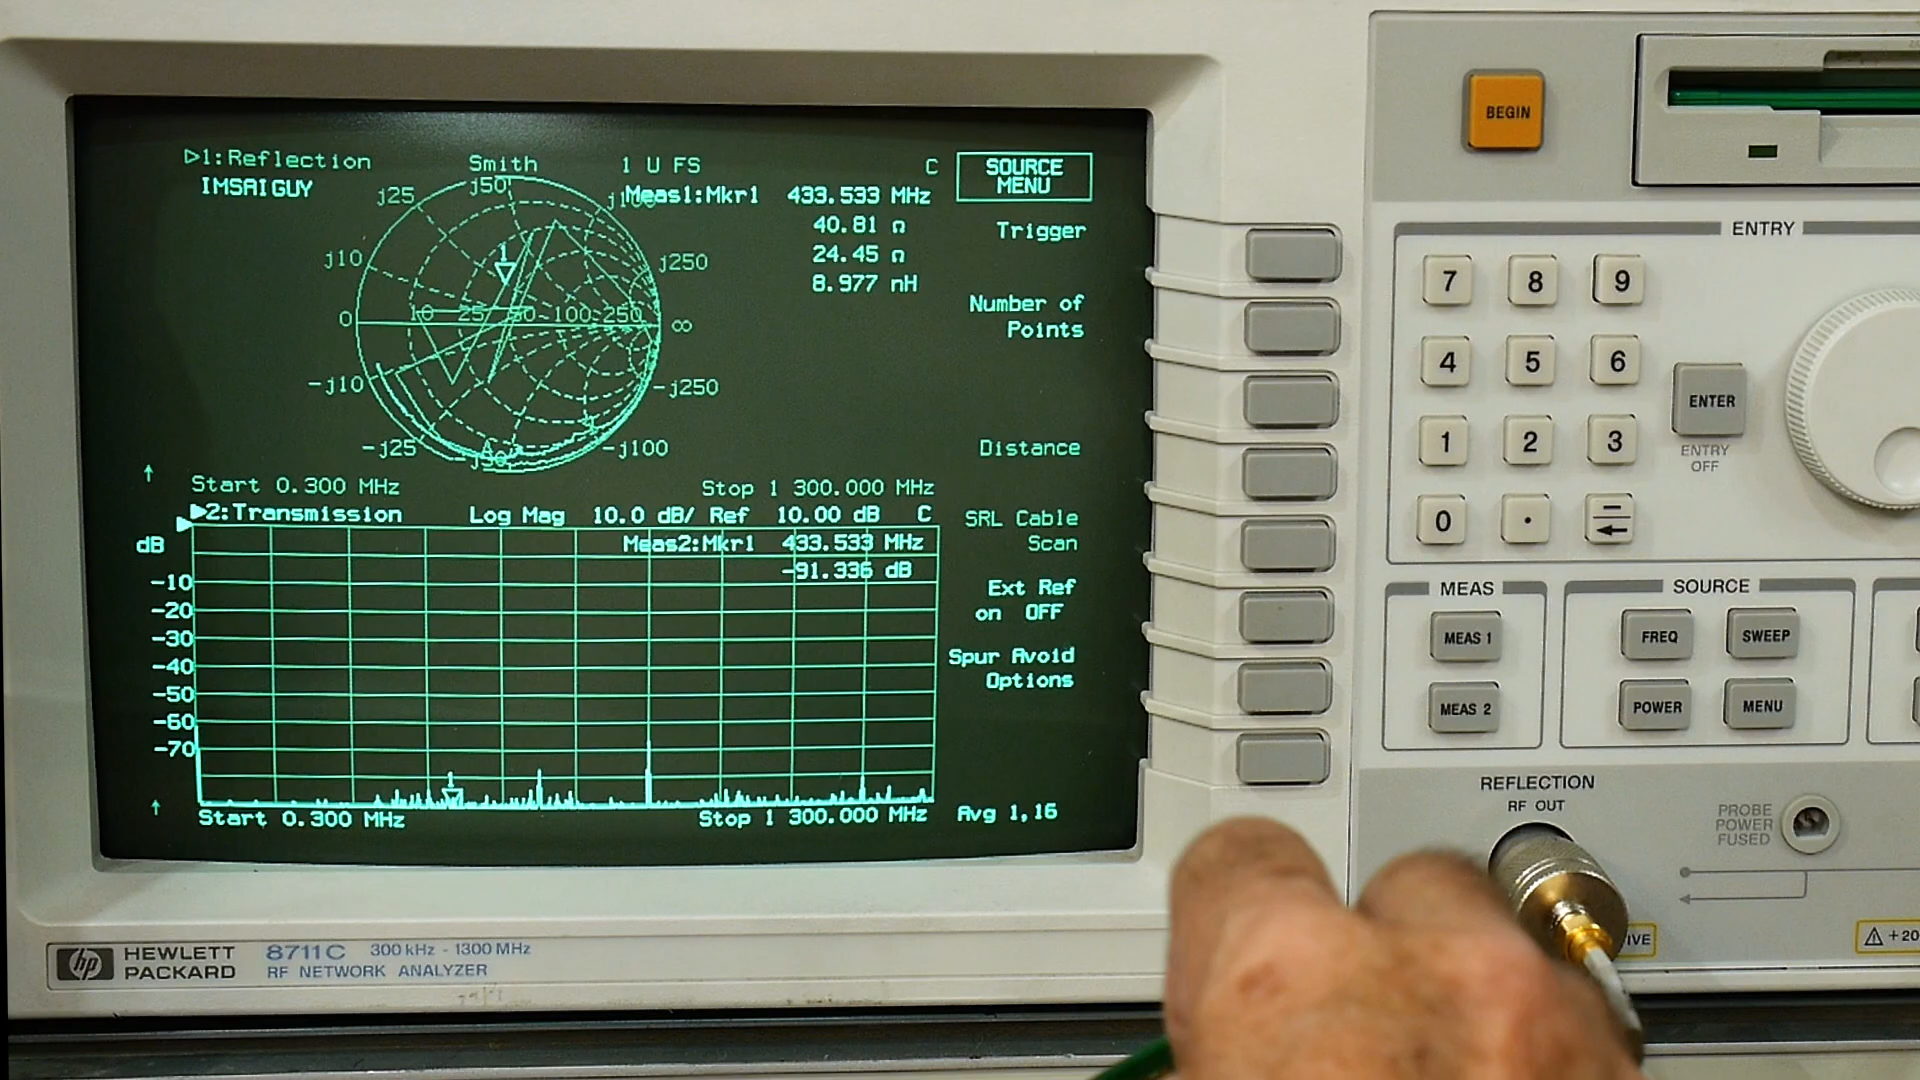 ▷1:Reflection Smith 1 U FS C
IMSAI GUY
Meas1:Mkr1 433.533 MHz
40.81 Ω
24.45 Ω
8.977 nH
j25
j50
j10
j250
0
10 25 50 100 250
∞
-j10
-j250
-j25
-j50
-j100
1
Start 0.300 MHz Stop 1 300.000 MHz
▶2:Transmission Log Mag 10.0 dB/ Ref 10.00 dB C
Meas2:Mkr1 433.533 MHz
-91.336 dB
dB
-10
-20
-30
-40
-50
-60
-70
1
Start 0.300 MHz Stop 1 300.000 MHz
SOURCE
MENU
Trigger
Number of
Points
Distance
SRL Cable
Scan
Ext Ref
on OFF
Spur Avoid
Options
Avg 1,16
hp HEWLETT
PACKARD
8711C 300 kHz - 1300 MHz
RF NETWORK ANALYZER
BEGIN
ENTRY
7 8 9
4 5 6
1 2 3
0 . -
ENTER
ENTRY
OFF
MEAS
MEAS 1
MEAS 2
SOURCE
FREQ SWEEP
POWER MENU
REFLECTION
RF OUT
PROBE
POWER
FUSED
+20